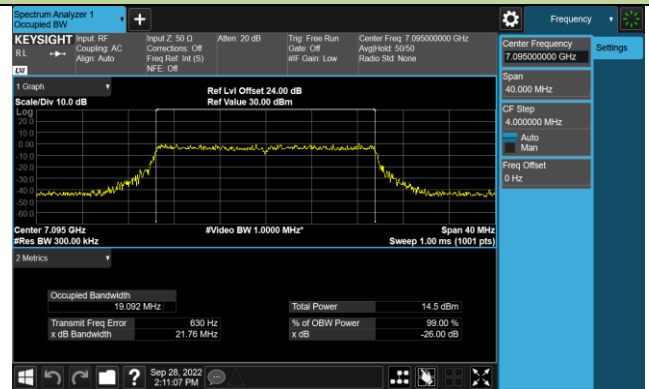 Spectrum Analyzer 1
Occupied BW
Frequency
KEYSIGHT Input: RF Input Z: 50 Ω Atten: 20 dB Trig: Free Run Center Freq: 7.095000000 GHz
RL Coupling: AC Corrections: Off Gate: Off Avg|Hold: 50/50
Align: Auto Freq Ref: Int (S) #IF Gain: Low Radio Std: None
NFE: Off
LXI
Center Frequency
7.095000000 GHz
Settings
Span
40.000 MHz
CF Step
4.000000 MHz
Auto
Man
Freq Offset
0 Hz
1 Graph
Ref Lvl Offset 24.00 dB
Scale/Div 10.0 dB Ref Value 30.00 dBm
Log
20.0
10.0
0.00
-10.0
-20.0
-30.0
-40.0
-50.0
-60.0
Center 7.095 GHz #Video BW 1.0000 MHz* Span 40 MHz
#Res BW 300.00 kHz Sweep 1.00 ms (1001 pts)
2 Metrics
Occupied Bandwidth
19.092 MHz Total Power 14.5 dBm
Transmit Freq Error 630 Hz % of OBW Power 99.00 %
x dB Bandwidth 21.76 MHz x dB -26.00 dB
Sep 28, 2022
2:11:07 PM